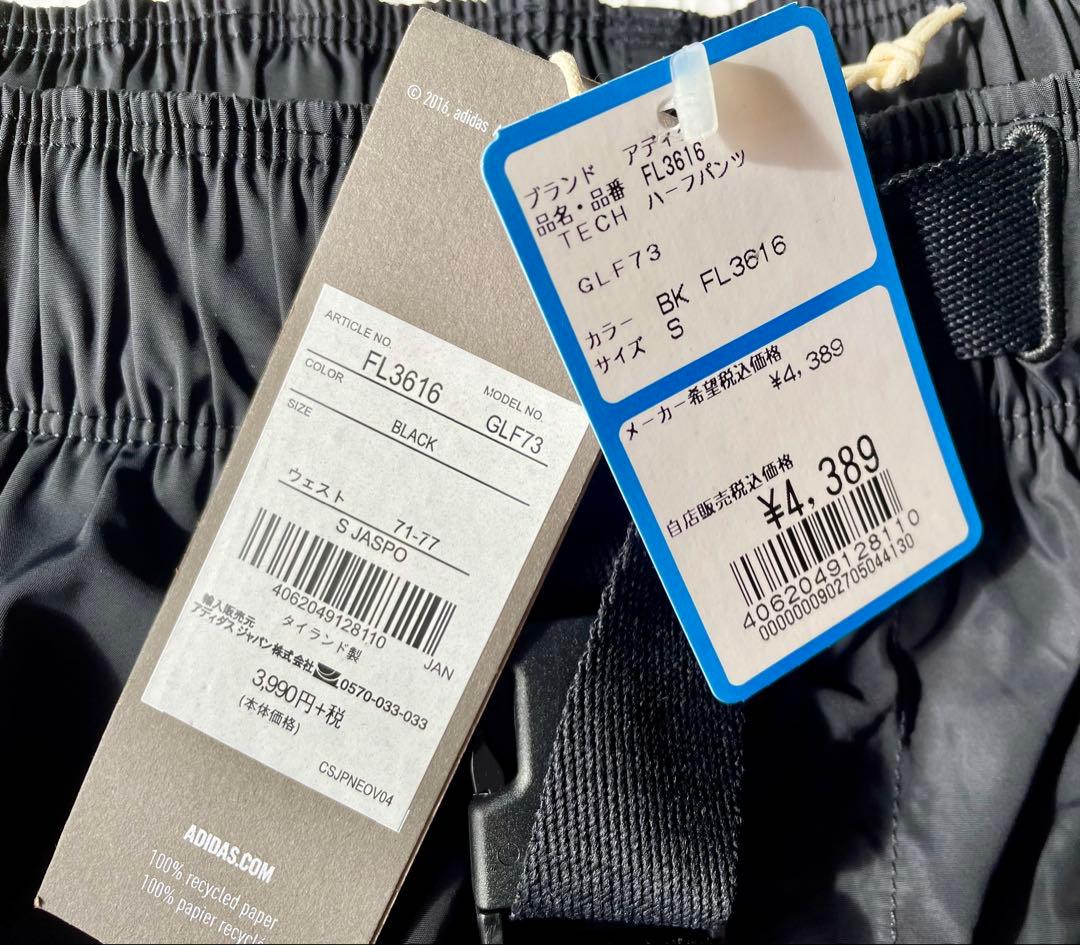 © 2016, adidas
ARTICLE NO.
FL3616
MODEL NO.
COLOR
GLF73
SIZE
BLACK
ウェスト
71-77
S JASPO
4062049128110
JAN
タイランド製
輸入販売元
アディダス ジャパン株式会社
0570-033-033
3,990円+税
(本体価格)
CSJPNEOV04
ADIDAS.COM
100% recycled paper
100% papier recyclé
ブランド アディ
品名・品番 FL3616
TECH ハーフパンツ
GLF73
カラー BK FL3616
サイズ S
メーカー希望税込価格
¥4,389
自店販売税込価格
¥4,389
4062049128110
000000902705044130